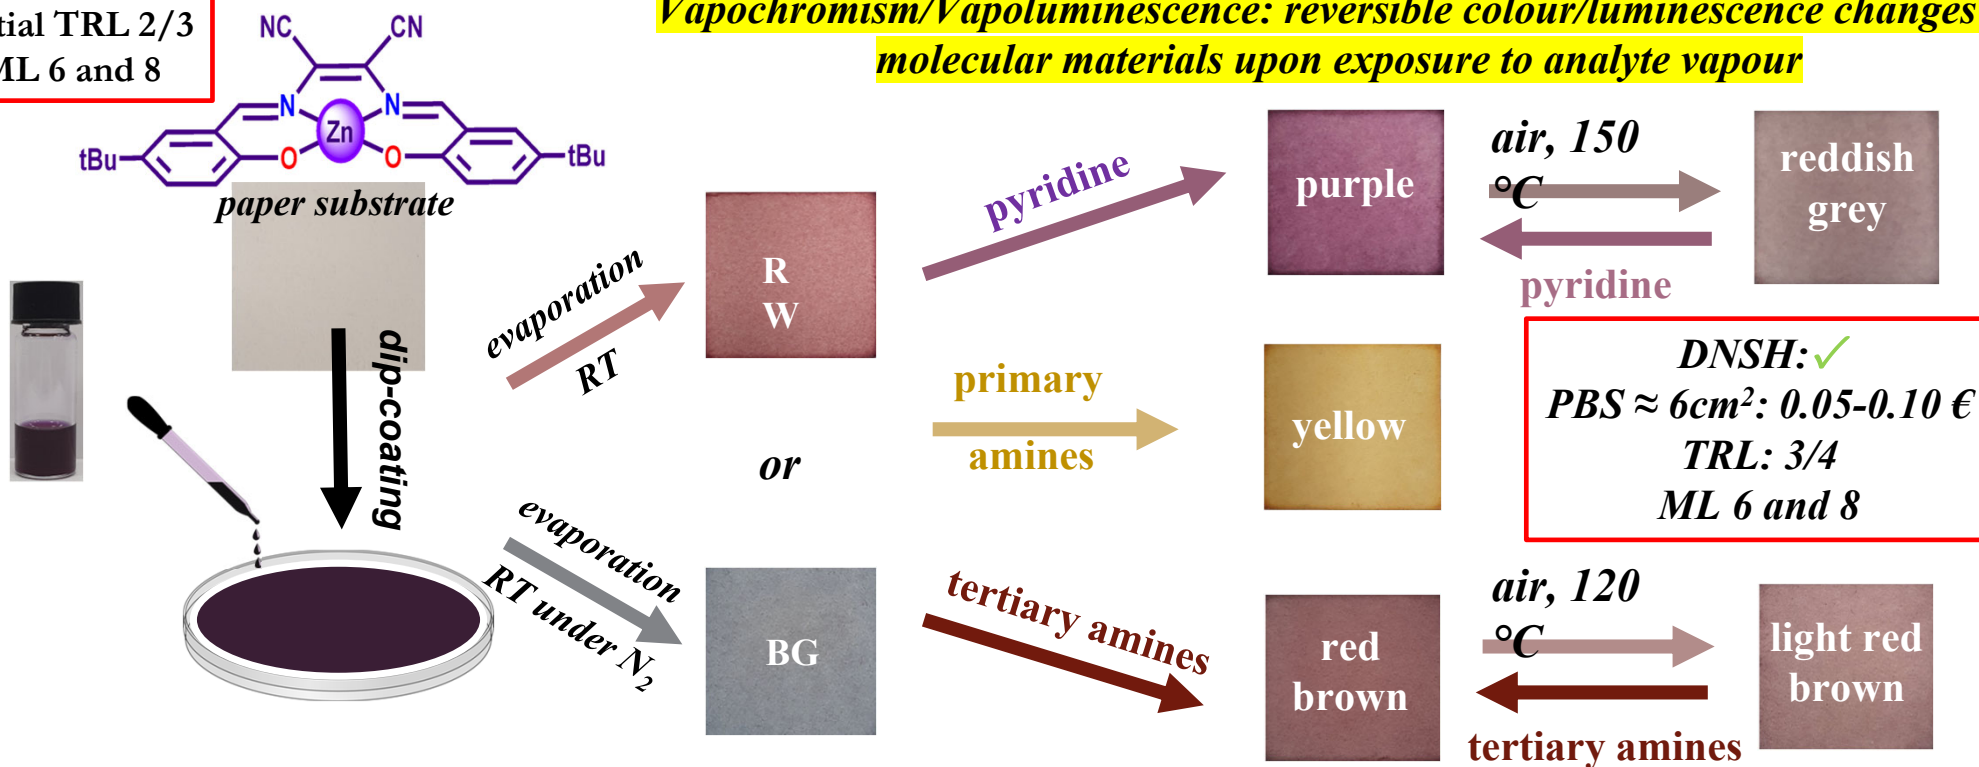 tial TRL 2/3
ML 6 and 8
Vapochromism/Vapoluminescence: reversible colour/luminescence changes
molecular materials upon exposure to analyte vapour
NC
CN
N
N
Zn
O
O
tBu
tBu
paper substrate
dip-coating
evaporation
RT
R
W
or
evaporation
RT under N₂
BG
pyridine
purple
air, 150
°C
pyridine
reddish
grey
primary
amines
yellow
DNSH:✓
PBS ≈ 6cm²: 0.05-0.10 €
TRL: 3/4
ML 6 and 8
tertiary amines
red
brown
air, 120
°C
tertiary amines
light red
brown